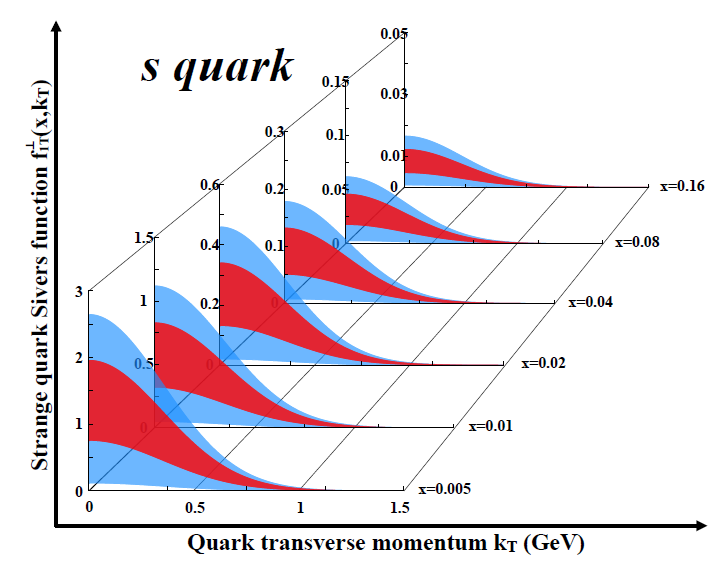 s quark
Strange quark Sivers function f⊥1T(x,kT)
0.05
0.03
0.01
0
x=0.16
0.15
0.1
0.05
0
x=0.08
0.3
0.2
0.1
0
x=0.04
0.6
0.4
0.2
0
x=0.02
1.5
1
0.5
0
x=0.01
3
2
1
0
x=0.005
0 0.5 1 1.5
Quark transverse momentum kT (GeV)